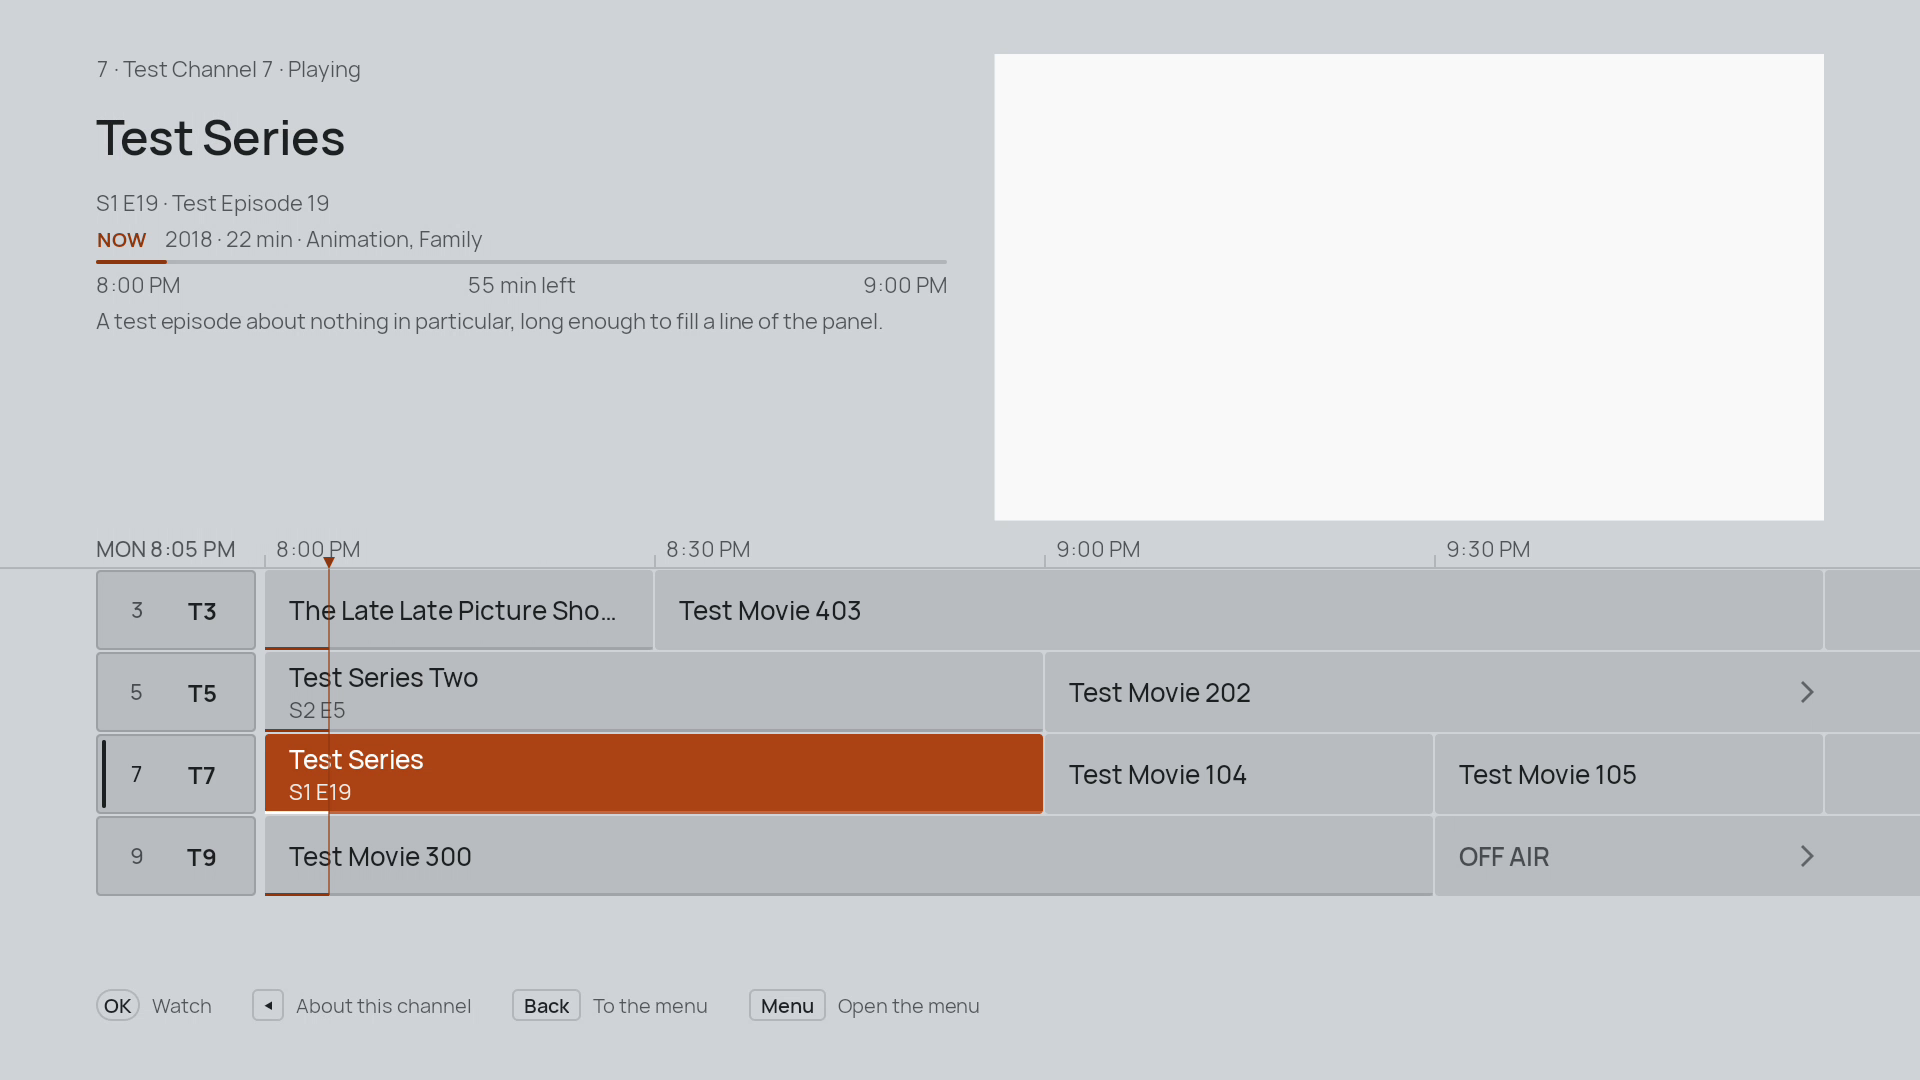 7 · Test Channel 7 · Playing
Test Series
S1 E19 · Test Episode 19
NOW 2018 · 22 min · Animation, Family
8:00 PM 55 min left 9:00 PM
A test episode about nothing in particular, long enough to fill a line of the panel.
MON 8:05 PM 8:00 PM 8:30 PM 9:00 PM 9:30 PM
3 T3 The Late Late Picture Sho… Test Movie 403
5 T5 Test Series Two S2 E5 Test Movie 202
7 T7 Test Series S1 E19 Test Movie 104 Test Movie 105
9 T9 Test Movie 300 OFF AIR
OK Watch Back To the menu Menu Open the menu
About this channel